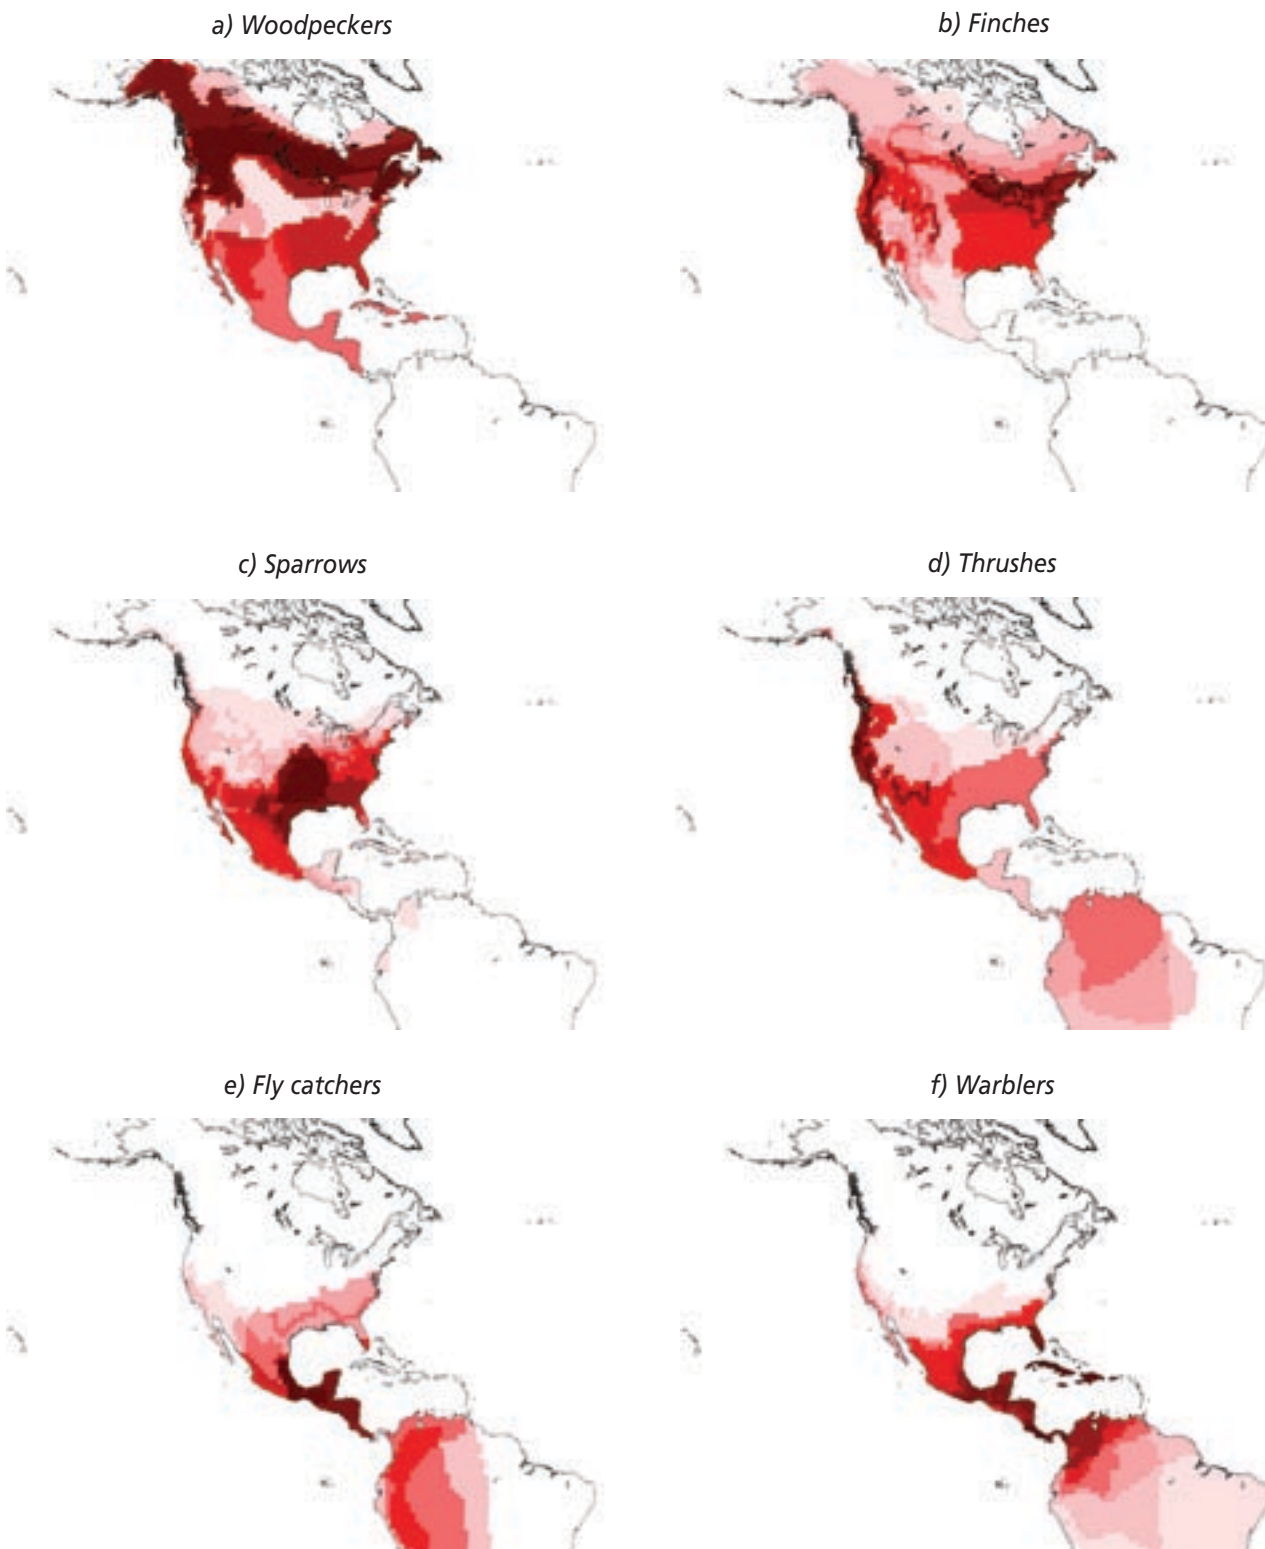 a) Woodpeckers
b) Finches
c) Sparrows
d) Thrushes
e) Fly catchers
f) Warblers